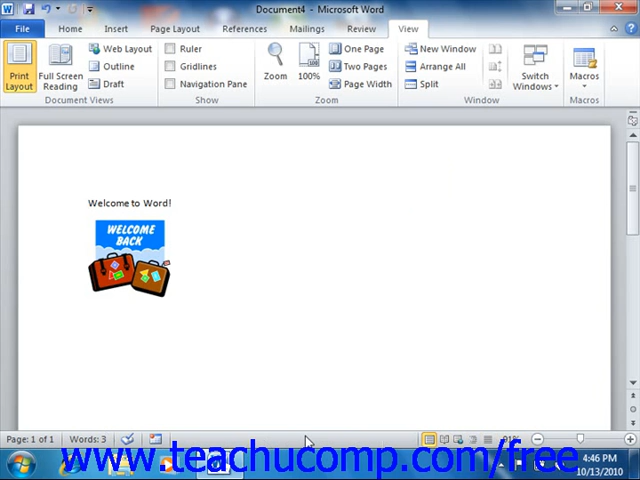 Document4 - Microsoft Word
File Home Insert Page Layout References Mailings Review View
Print Layout
Full Screen Reading
Web Layout
Outline
Draft
Document Views
Ruler
Gridlines
Navigation Pane
Show
Zoom
100%
One Page
Two Pages
Page Width
Zoom
New Window
Arrange All
Split
Switch Windows
Window
Macros
Macros
Welcome to Word!
WELCOME
BACK
Page: 1 of 1 Words: 3 91%
www.teachucomp.com/free
4:46 PM
10/13/2010